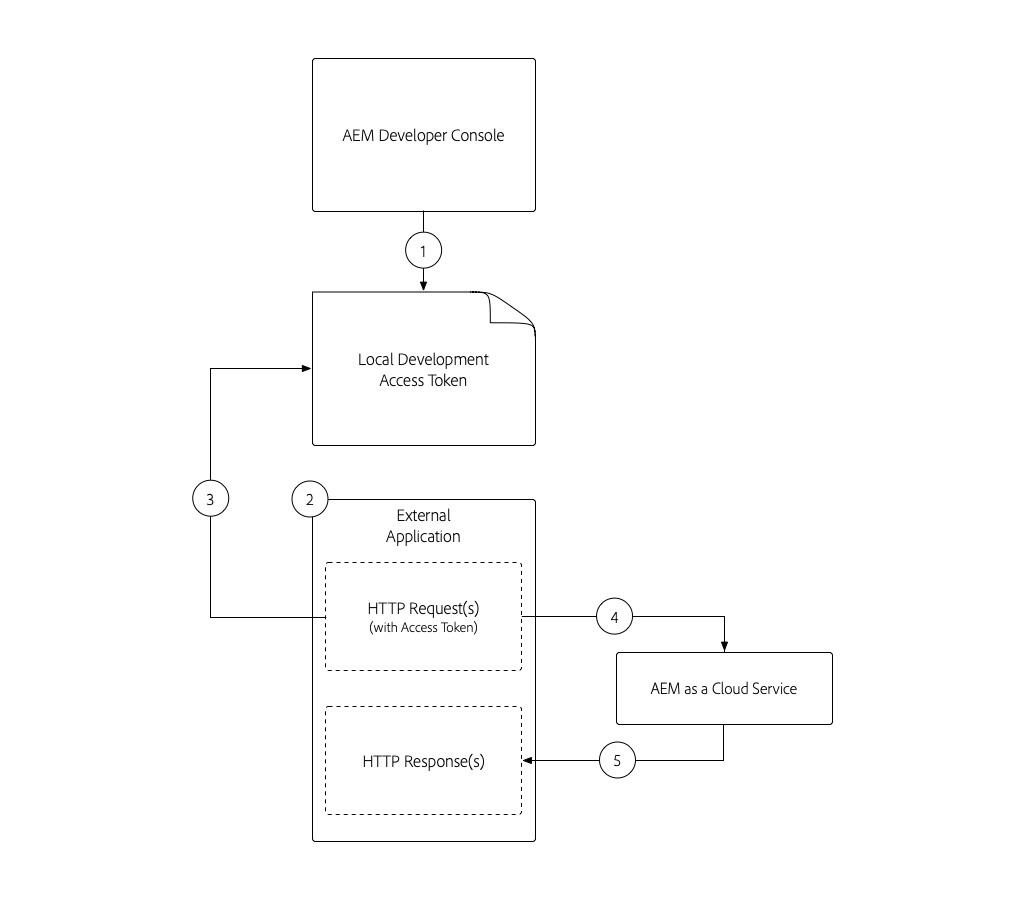 AEM Developer Console
1
Local Development
Access Token
3
2
External
Application
HTTP Request(s)
(with Access Token)
4
AEM as a Cloud Service
HTTP Response(s)
5